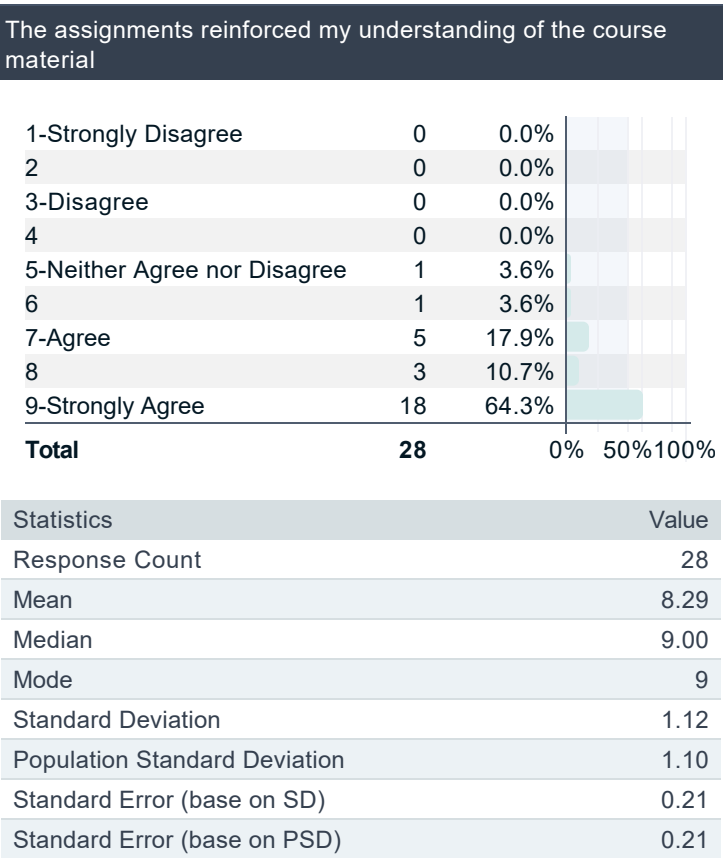 The assignments reinforced my understanding of the course
material
1-Strongly Disagree 0 0.0%
2 0 0.0%
3-Disagree 0 0.0%
4 0 0.0%
5-Neither Agree nor Disagree 1 3.6%
6 1 3.6%
7-Agree 5 17.9%
8 3 10.7%
9-Strongly Agree 18 64.3%
Total 28 0% 50% 100%
Statistics Value
Response Count 28
Mean 8.29
Median 9.00
Mode 9
Standard Deviation 1.12
Population Standard Deviation 1.10
Standard Error (base on SD) 0.21
Standard Error (base on PSD) 0.21